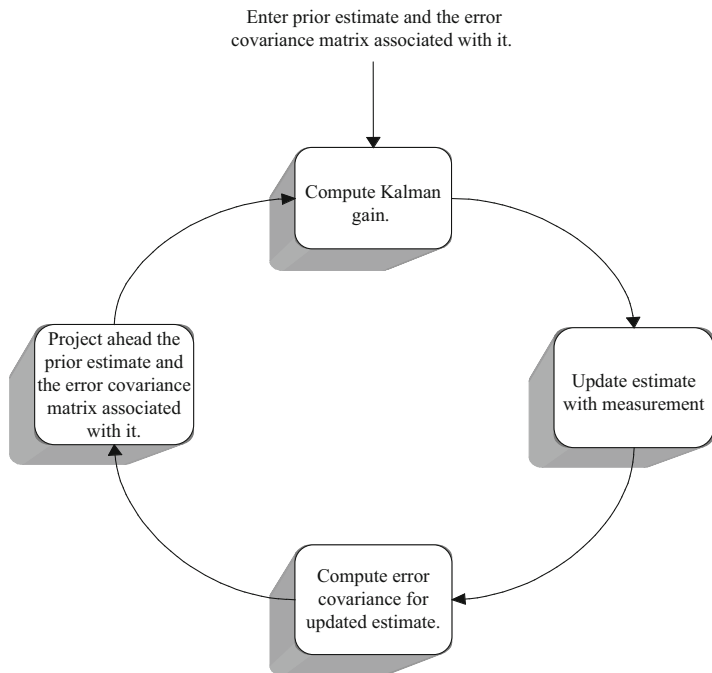 Enter prior estimate and the error
covariance matrix associated with it.
Compute Kalman
gain.
Project ahead the
prior estimate and
the error covariance
matrix associated
with it.
Update estimate
with measurement
Compute error
covariance for
updated estimate.